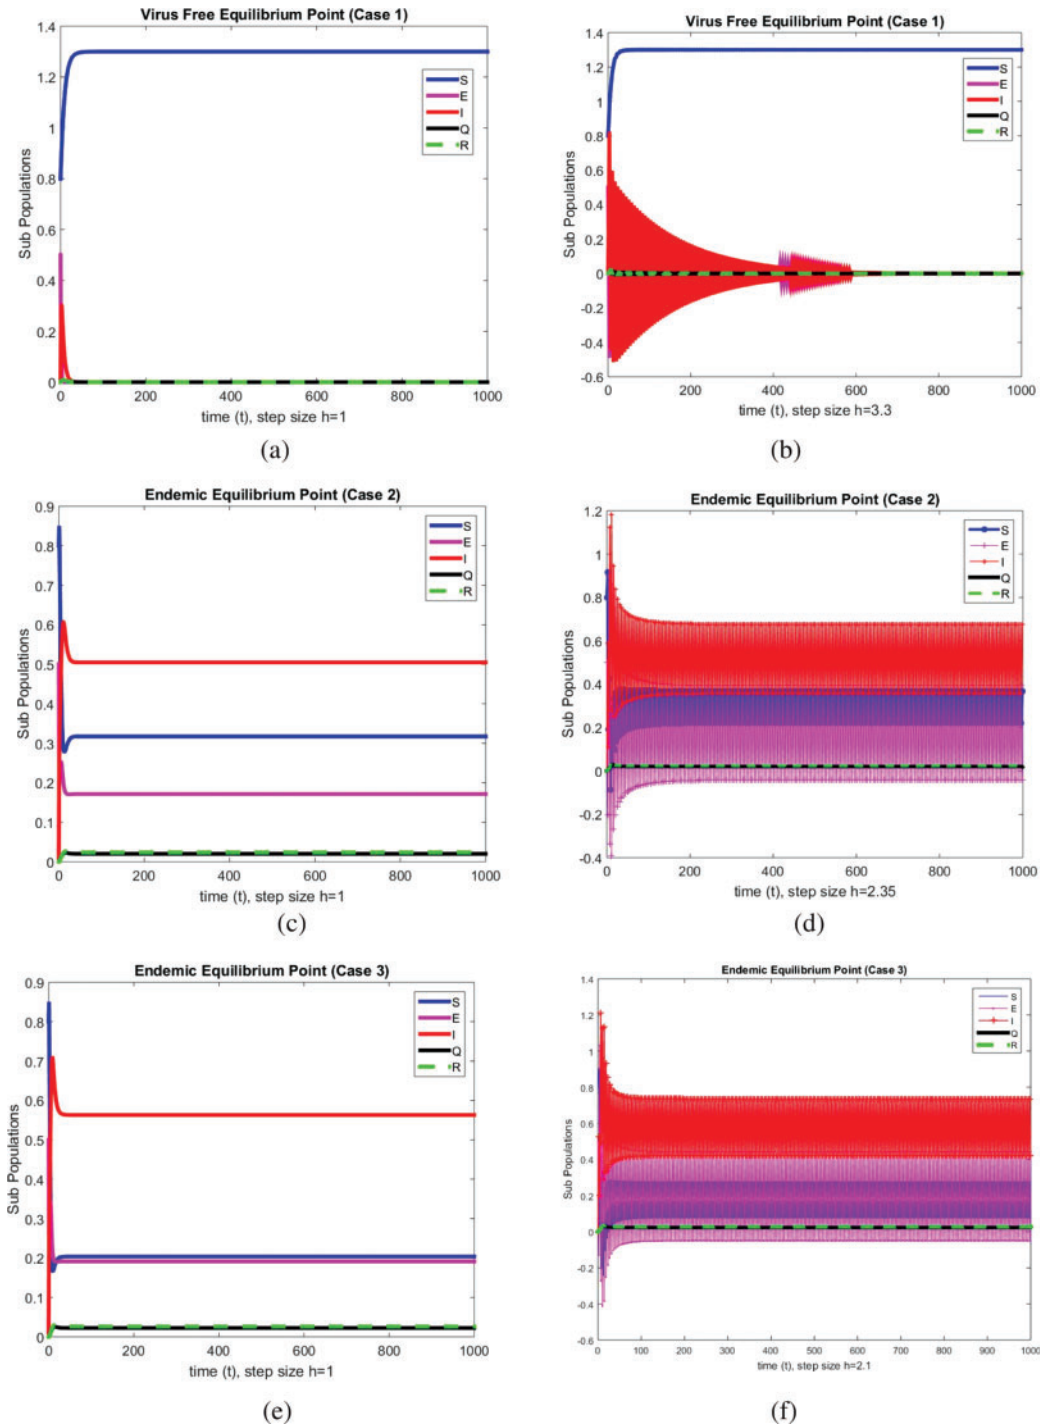 Virus Free Equilibrium Point (Case 1)
1.4
1.2
1
0.8
0.6
0.4
0.2
0
Sub Populations
S
E
I
Q
R
0 200 400 600 800 1000
time (t), step size h=1
(a)
Virus Free Equilibrium Point (Case 1)
1.4
1.2
1
0.8
0.6
0.4
0.2
0
-0.2
-0.4
-0.6
Sub Populations
S
E
I
Q
R
0 200 400 600 800 1000
time (t), step size h=3.3
(b)
Endemic Equilibrium Point (Case 2)
0.9
0.8
0.7
0.6
0.5
0.4
0.3
0.2
0.1
0
Sub Populations
S
E
I
Q
R
0 200 400 600 800 1000
time (t), step size h=1
(c)
Endemic Equilibrium Point (Case 2)
1.2
1
0.8
0.6
0.4
0.2
0
-0.2
-0.4
Sub Populations
S
E
I
Q
R
0 200 400 600 800 1000
time (t), step size h=2.35
(d)
Endemic Equilibrium Point (Case 3)
0.9
0.8
0.7
0.6
0.5
0.4
0.3
0.2
0.1
0
Sub Populations
S
E
I
Q
R
0 200 400 600 800 1000
time (t), step size h=1
(e)
Endemic Equilibrium Point (Case 3)
1.4
1.2
1
0.8
0.6
0.4
0.2
0
-0.2
-0.4
-0.6
Sub Populations
S
E
I
Q
R
0 100 200 300 400 500 600 700 800 900 1000
time (t), step size h=2.1
(f)